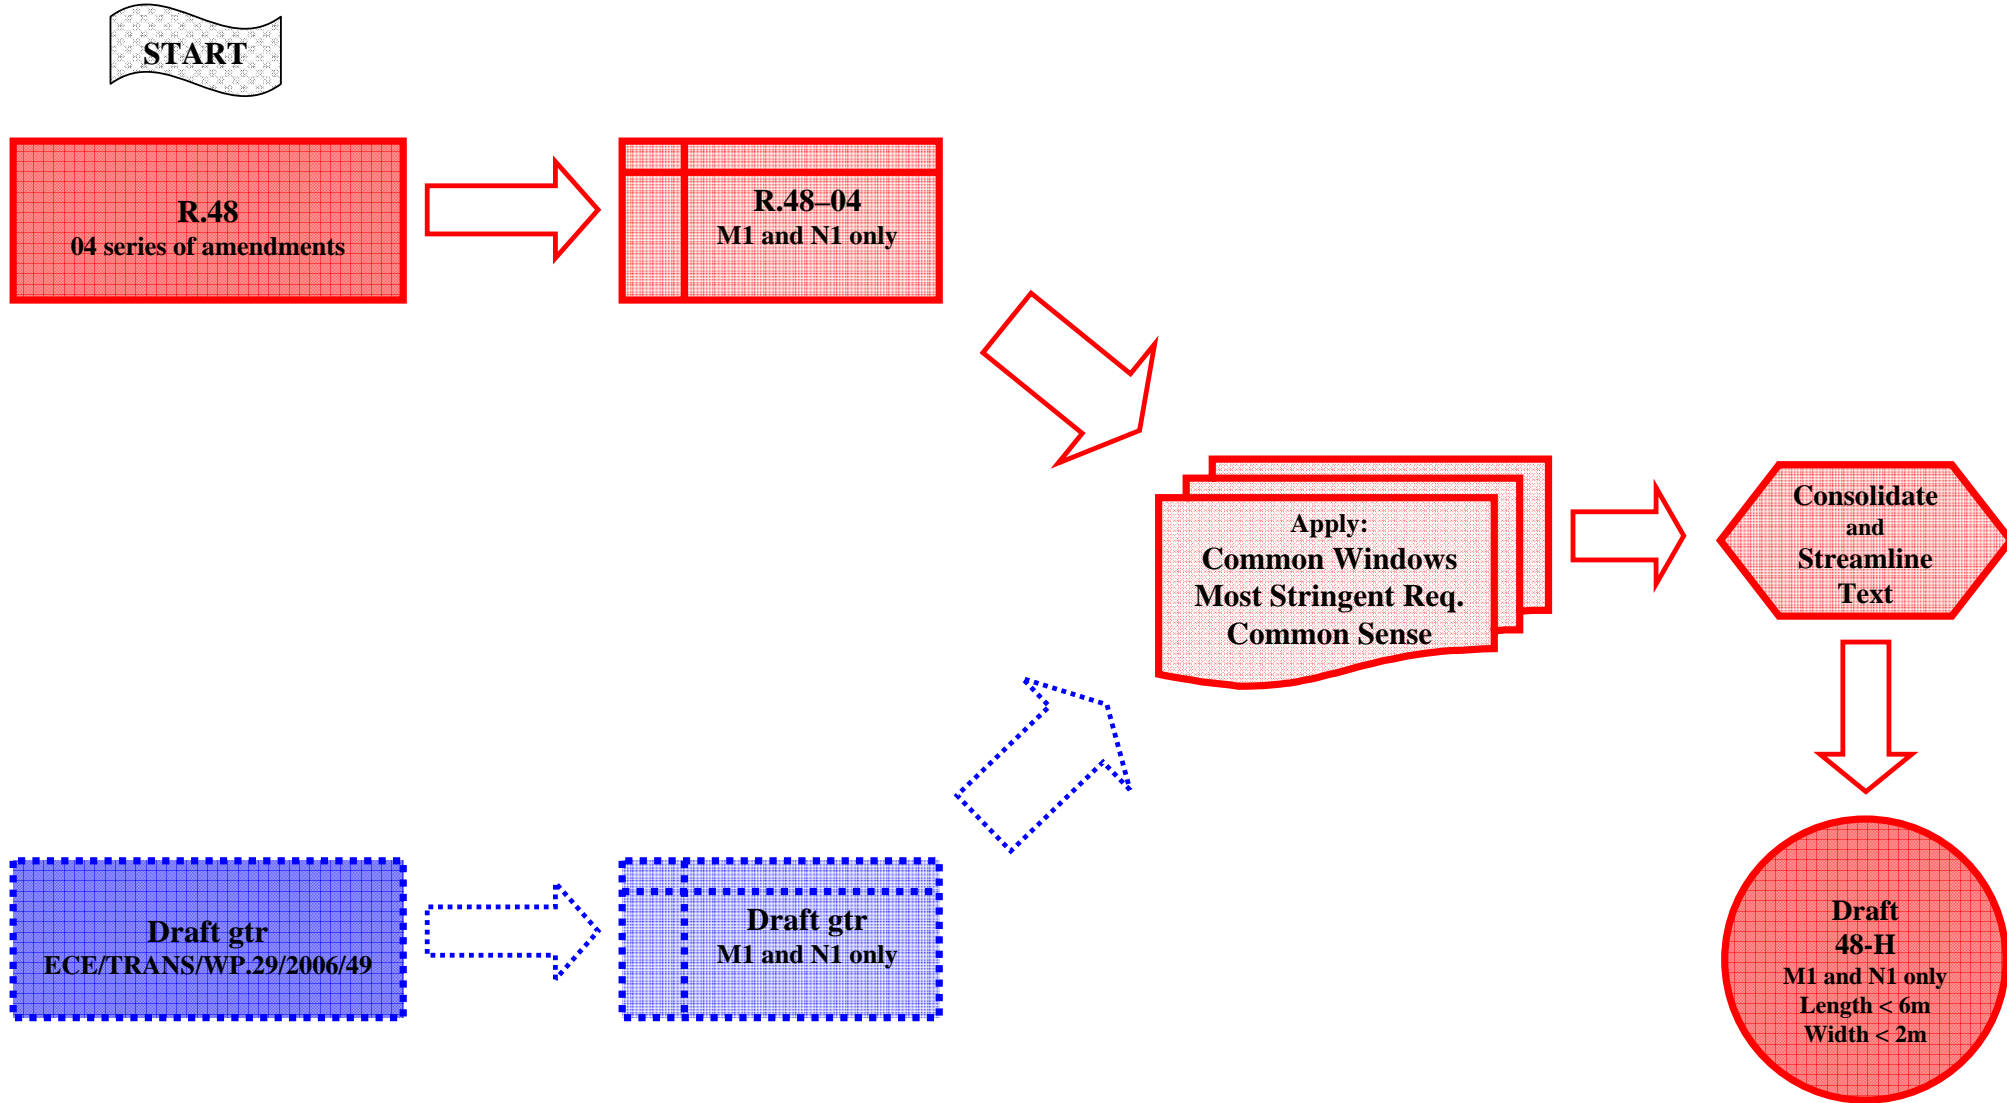 START
R.48
04 series of amendments
R.48–04
M1 and N1 only
Apply:
Common Windows
Most Stringent Req.
Common Sense
Consolidate
and
Streamline
Text
Draft gtr
ECE/TRANS/WP.29/2006/49
Draft gtr
M1 and N1 only
Draft
48-H
M1 and N1 only
Length < 6m
Width < 2m